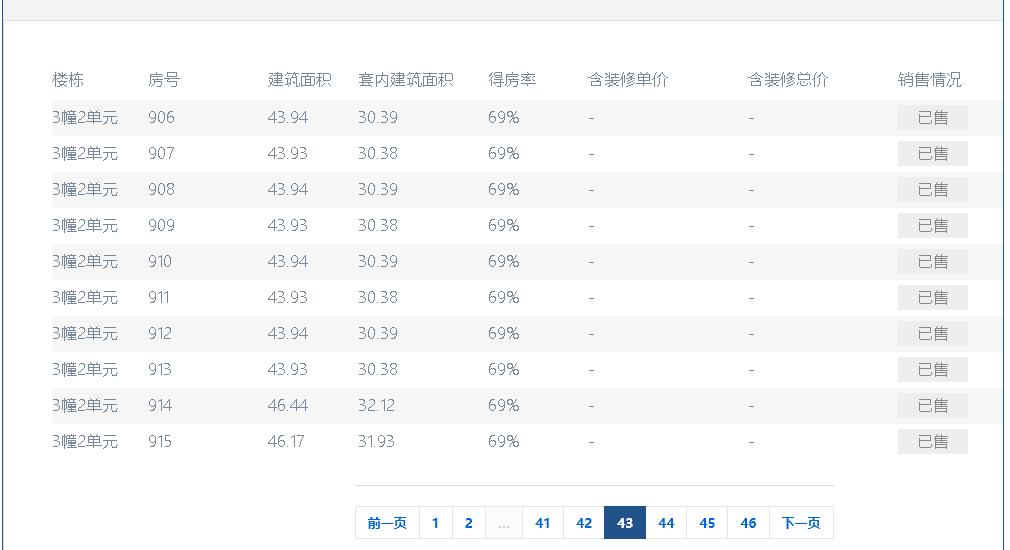 楼栋 房号 建筑面积 套内建筑面积 得房率 含装修单价 含装修总价 销售情况
3幢2单元 906 43.94 30.39 69% - - 已售
3幢2单元 907 43.93 30.38 69% - - 已售
3幢2单元 908 43.94 30.39 69% - - 已售
3幢2单元 909 43.93 30.38 69% - - 已售
3幢2单元 910 43.94 30.39 69% - - 已售
3幢2单元 911 43.93 30.38 69% - - 已售
3幢2单元 912 43.94 30.39 69% - - 已售
3幢2单元 913 43.93 30.38 69% - - 已售
3幢2单元 914 46.44 32.12 69% - - 已售
3幢2单元 915 46.17 31.93 69% - - 已售
前一页 1 2 ... 41 42 43 44 45 46 下一页